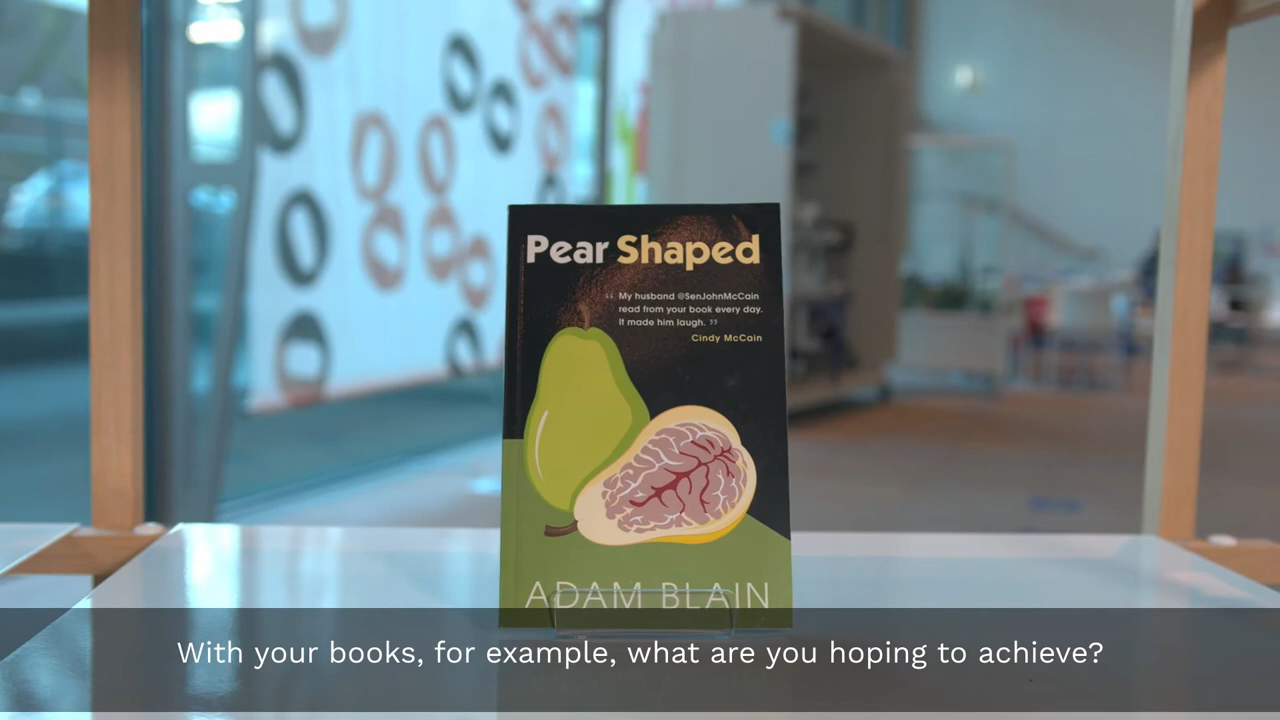 Pear Shaped
“ My husband @SenJohnMcCain
read from your book every day.
It made him laugh. ”
Cindy McCain
ADAM BLAIN
With your books, for example, what are you hoping to achieve?